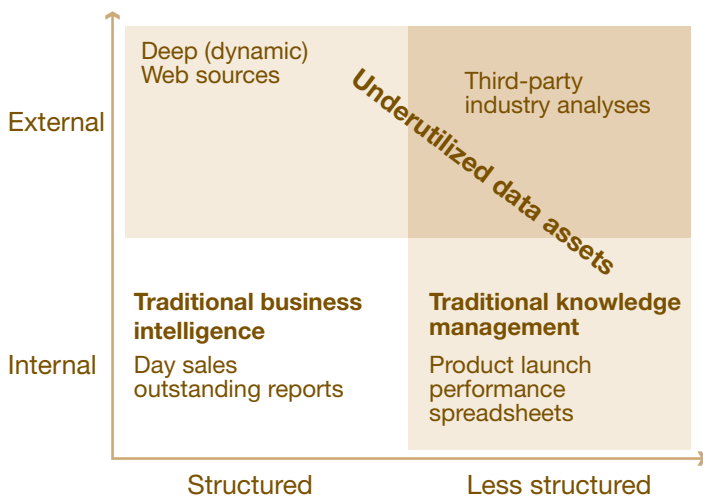 Deep (dynamic)
Web sources
Third-party
industry analyses
External
Underutilized data assets
Traditional business
intelligence
Day sales
outstanding reports
Traditional knowledge
management
Product launch
performance
spreadsheets
Internal
Structured
Less structured